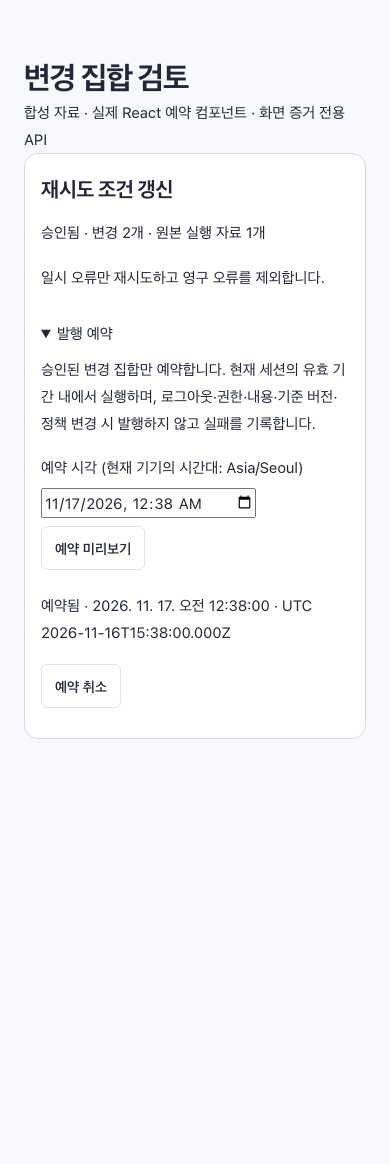 변경 집합 검토
합성 자료 · 실제 React 예약 컴포넌트 · 화면 증거 전용
API
재시도 조건 갱신
승인됨 · 변경 2개 · 원본 실행 자료 1개
일시 오류만 재시도하고 영구 오류를 제외합니다.
▼ 발행 예약
승인된 변경 집합만 예약합니다. 현재 세션의 유효 기
간 내에서 실행하며, 로그아웃·권한·내용·기준 버전·
정책 변경 시 발행하지 않고 실패를 기록합니다.
예약 시각 (현재 기기의 시간대: Asia/Seoul)
11/17/2026, 12:38 AM
예약 미리보기
예약됨 · 2026. 11. 17. 오전 12:38:00 · UTC
2026-11-16T15:38:00.000Z
예약 취소